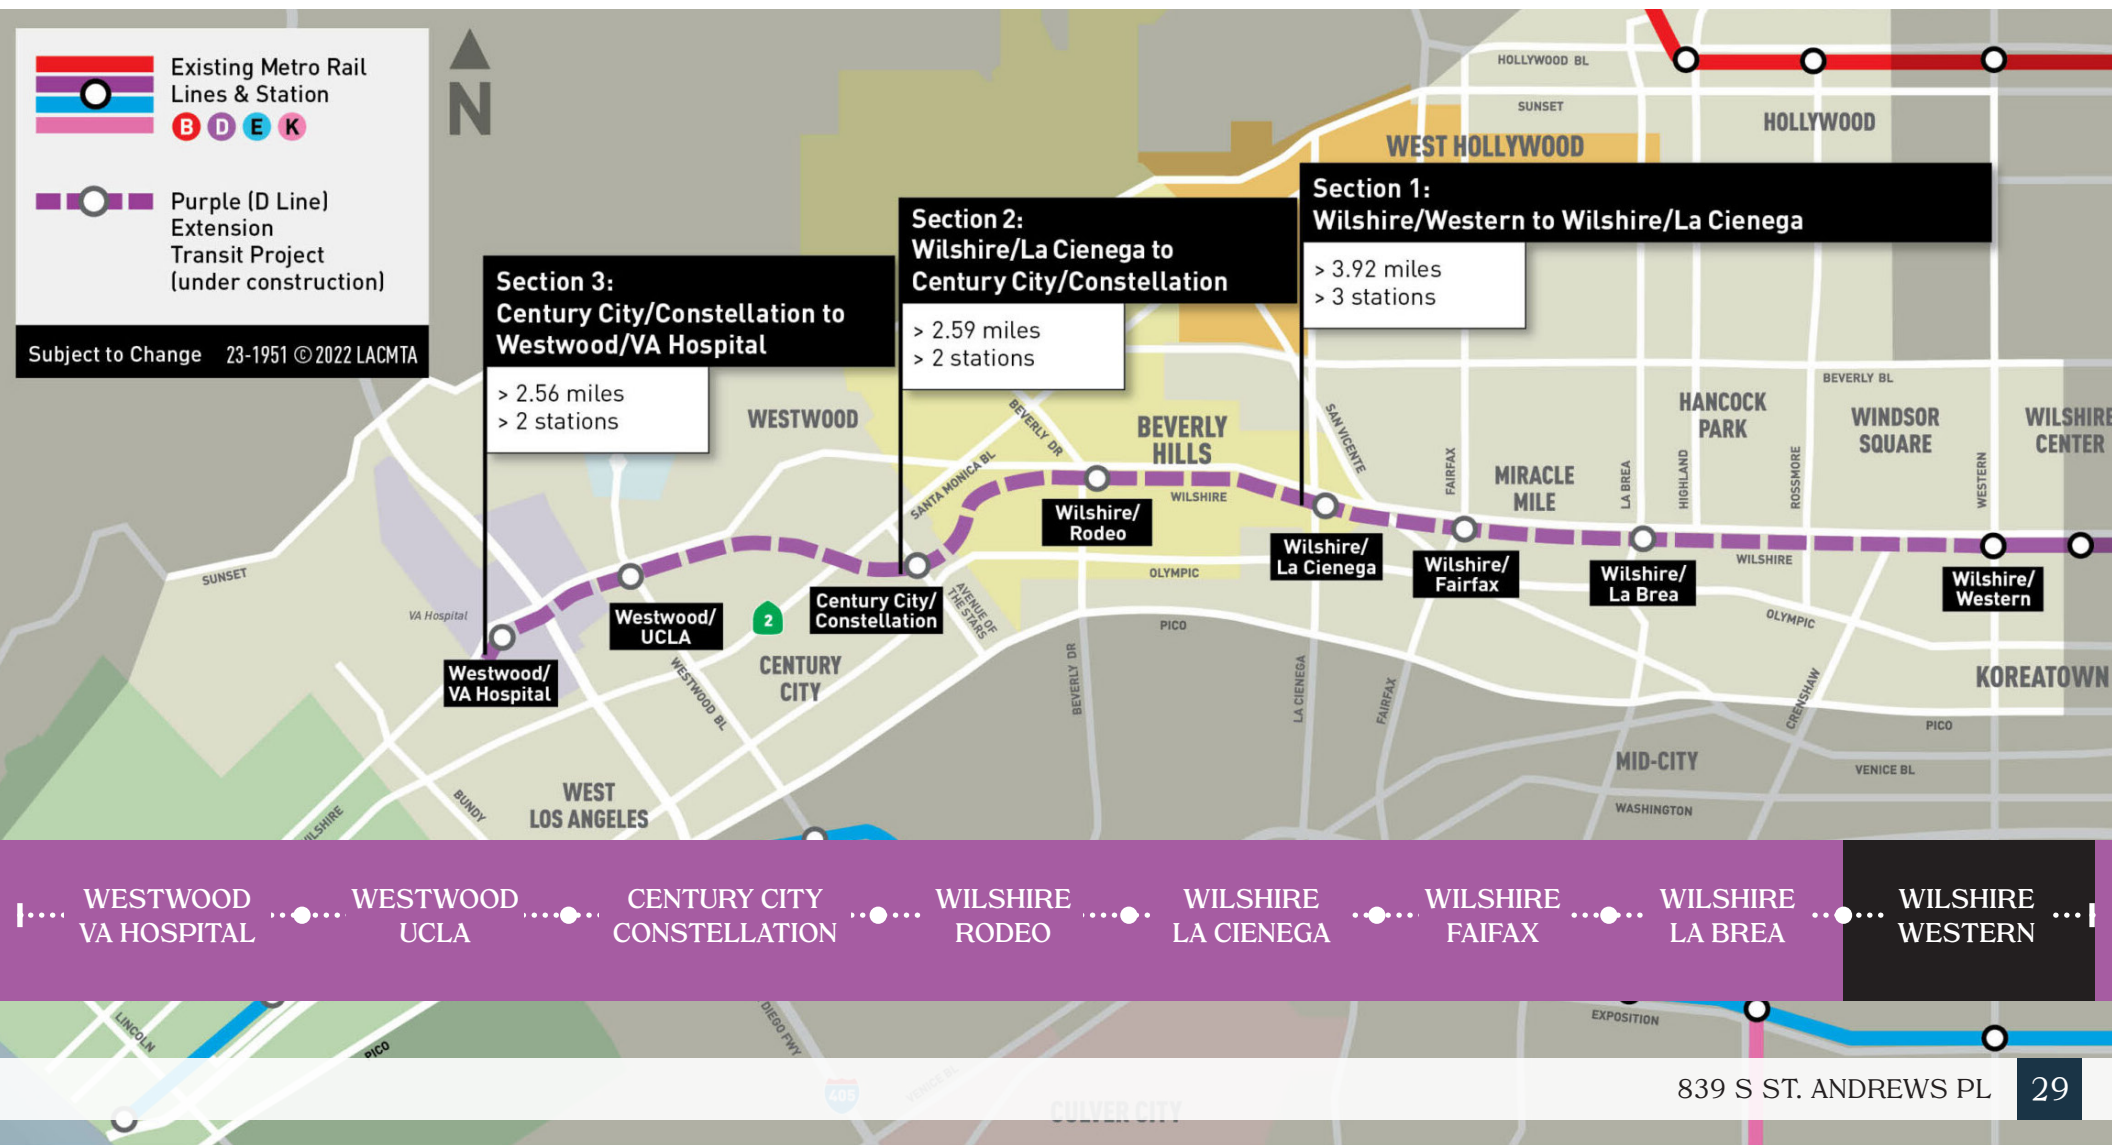 Existing Metro Rail
Lines & Station
B D E K
Purple (D Line)
Extension
Transit Project
(under construction)
Subject to Change 23-1951 © 2022 LACMTA
N
Section 3:
Century City/Constellation to
Westwood/VA Hospital
> 2.56 miles
> 2 stations
Section 2:
Wilshire/La Cienega to
Century City/Constellation
> 2.59 miles
> 2 stations
Section 1:
Wilshire/Western to Wilshire/La Cienega
> 3.92 miles
> 3 stations
HOLLYWOOD BL
SUNSET
HOLLYWOOD
WEST HOLLYWOOD
BEVERLY BL
WESTWOOD
BEVERLY DR
BEVERLY
HILLS
SAN VICENTE
FAIRFAX
MIRACLE
MILE
LA BREA
HIGHLAND
HANCOCK
PARK
ROSSMORE
WINDSOR
SQUARE
WESTERN
WILSHIRE
CENTER
SANTA MONICA BL
WILSHIRE
Wilshire/
Rodeo
Wilshire/
La Cienega
Wilshire/
Fairfax
Wilshire/
La Brea
WILSHIRE
Wilshire/
Western
SUNSET
VA Hospital
Westwood/
VA Hospital
Westwood/
UCLA
2
Century City/
Constellation
AVENUE OF
THE STARS
OLYMPIC
PICO
OLYMPIC
CENTURY
CITY
WESTWOOD BL
BEVERLY DR
LA CIENEGA
FAIRFAX
CRENSHAW
KOREATOWN
PICO
MID-CITY
VENICE BL
WASHINGTON
WEST
LOS ANGELES
BUNDY
WILSHIRE
WESTWOOD
VA HOSPITAL
WESTWOOD
UCLA
CENTURY CITY
CONSTELLATION
WILSHIRE
RODEO
WILSHIRE
LA CIENEGA
WILSHIRE
FAIFAX
WILSHIRE
LA BREA
WILSHIRE
WESTERN
LINCOLN
PICO
DIEGO FWY
EXPOSITION
405
VENICE BL
CULVER CITY
839 S ST. ANDREWS PL 29